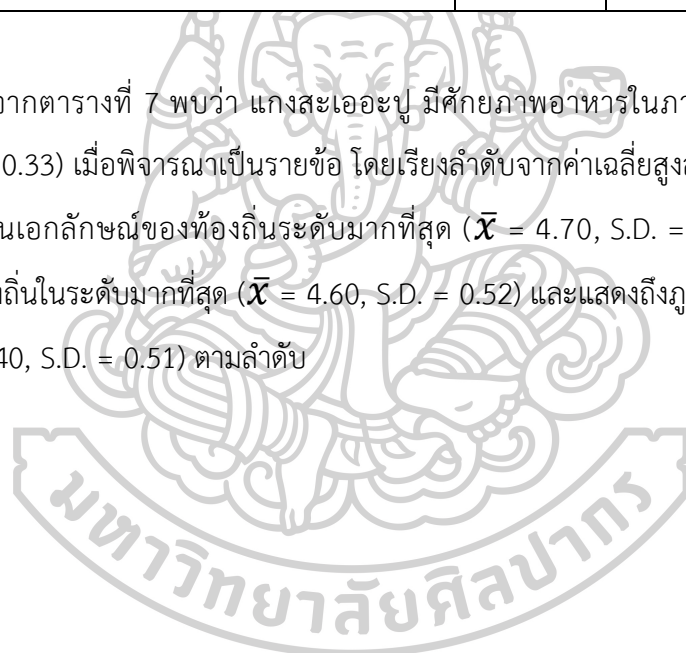 จากตารางที่ 7 พบว่า แกงสะเออะปู มีศักยภาพอาหารในภา
0.33) เมื่อพิจารณาเป็นรายข้อ โดยเรียงลำดับจากค่าเฉลี่ยสูงส
นเอกลักษณ์ของท้องถิ่นระดับมากที่สุด (x̄ = 4.70, S.D. =
งถิ่นในระดับมากที่สุด (x̄ = 4.60, S.D. = 0.52) และแสดงถึงภู
40, S.D. = 0.51) ตามลำดับ
มหาวิทยาลัยศิลปากร